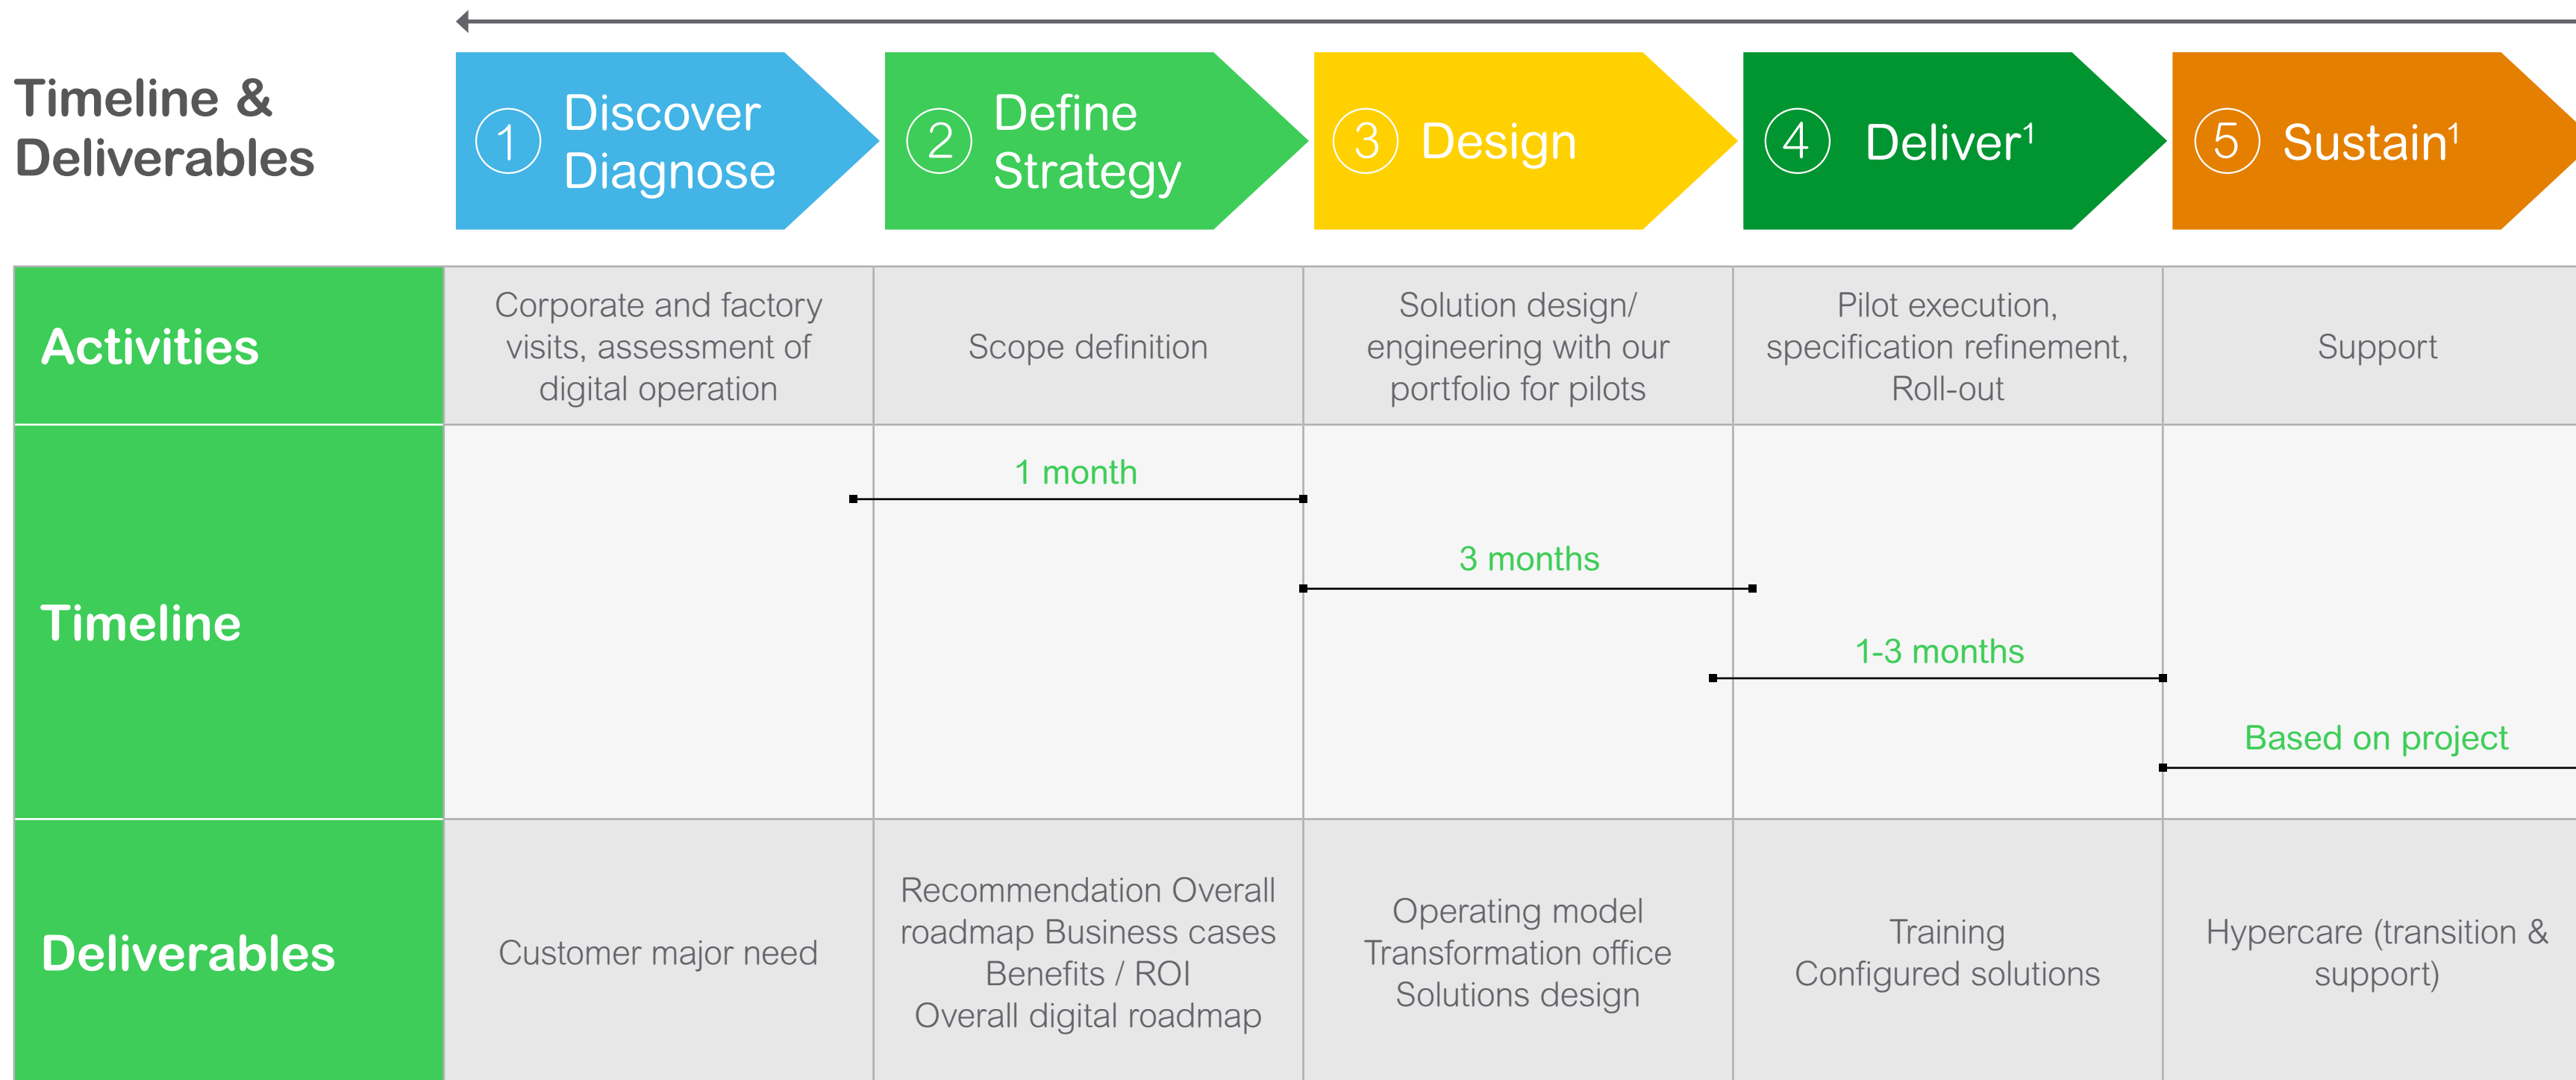 Timeline &
Deliverables
1 Discover
Diagnose
2 Define
Strategy
3 Design
4 Deliver¹
5 Sustain¹
Activities
Corporate and factory
visits, assessment of
digital operation
Scope definition
Solution design/
engineering with our
portfolio for pilots
Pilot execution,
specification refinement,
Roll-out
Support
Timeline
1 month
3 months
1-3 months
Based on project
Deliverables
Customer major need
Recommendation Overall
roadmap Business cases
Benefits / ROI
Overall digital roadmap
Operating model
Transformation office
Solutions design
Training
Configured solutions
Hypercare (transition &
support)